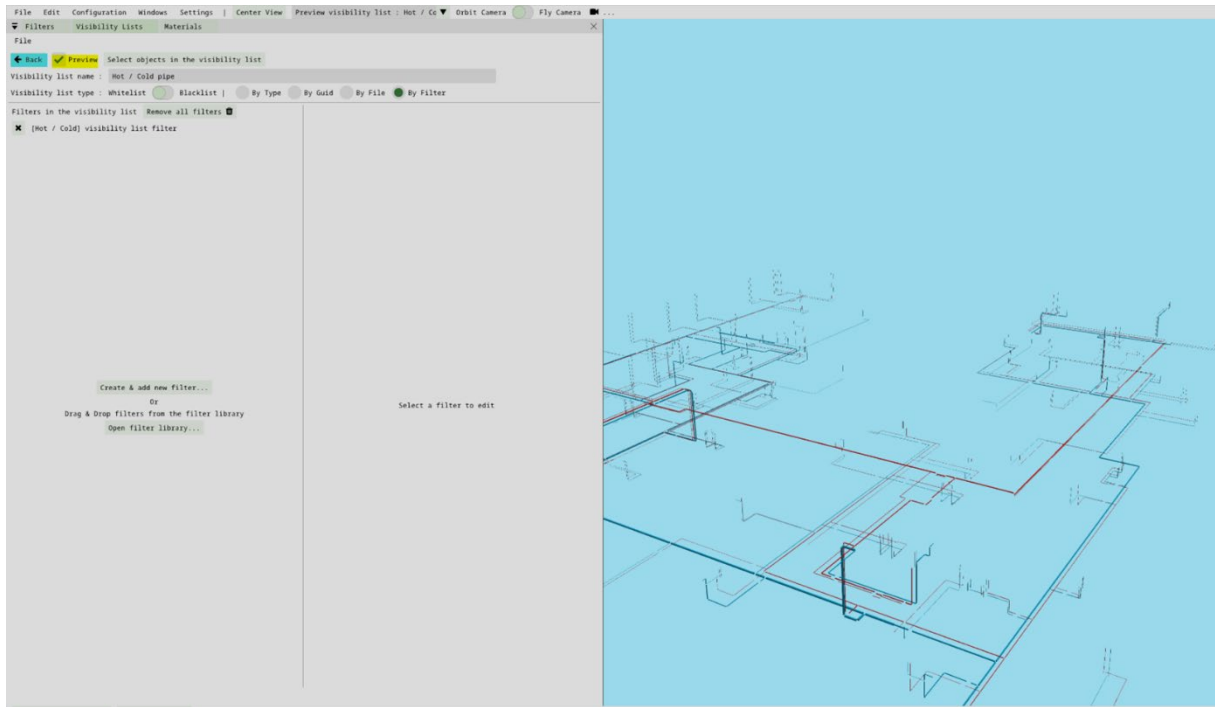 File Edit Configuration Windows Settings | Center View Preview visibility list : Hot / Co Orbit Camera Fly Camera ...
Filters Visibility Lists Materials
File
Back Preview Select objects in the visibility list
Visibility list name : Hot / Cold pipe
Visibility list type : Whitelist Blacklist | By Type By Guid By File By Filter
Filters in the visibility list Remove all filters
[Hot / Cold] visibility list filter
Create & add new filter...
Or
Drag & Drop filters from the filter library
Open filter library...
Select a filter to edit